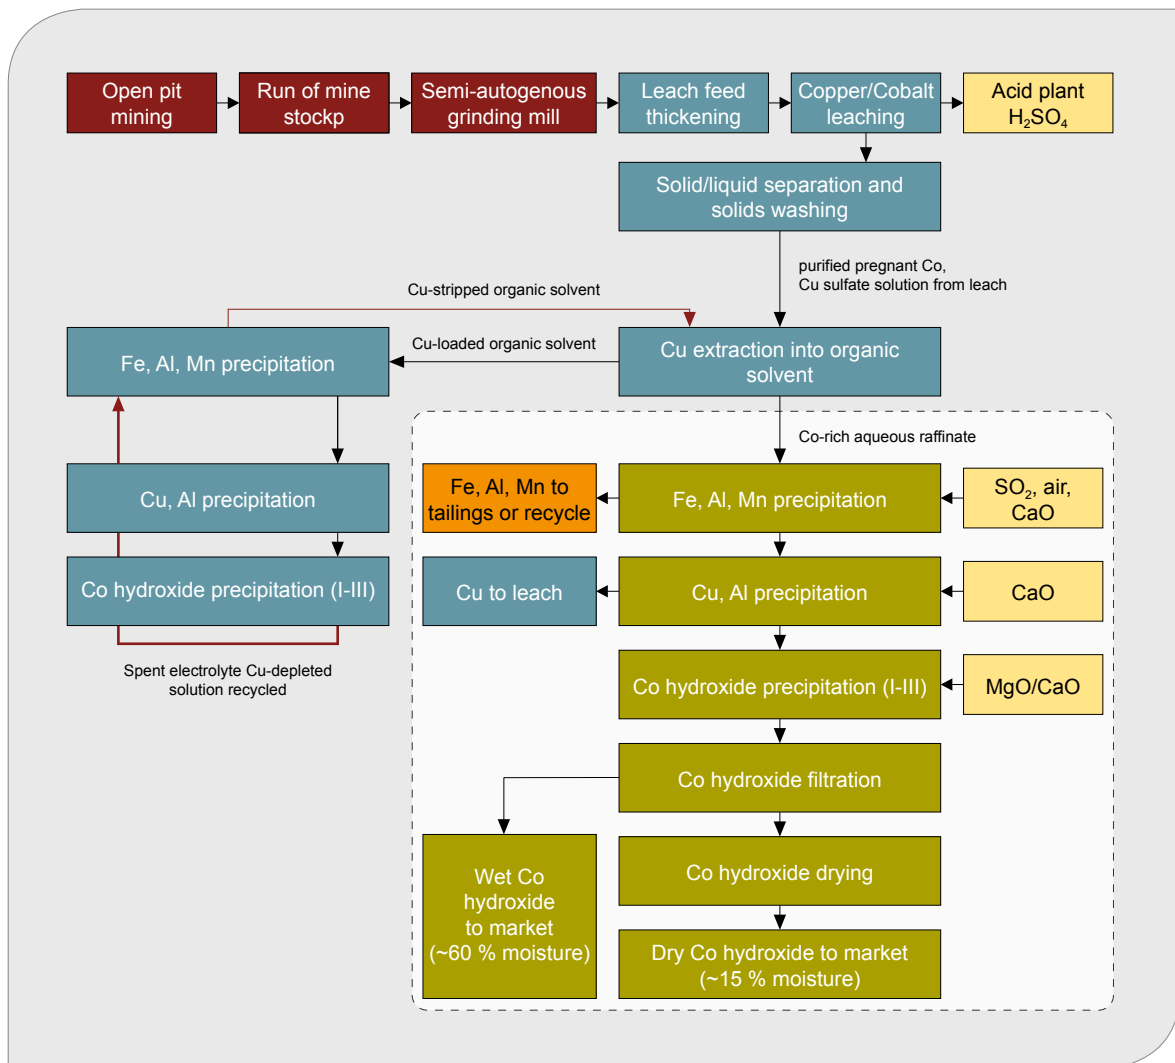 Open pit
mining
Run of mine
stockp
Semi-autogenous
grinding mill
Leach feed
thickening
Copper/Cobalt
leaching
Acid plant
H₂SO₄
Solid/liquid separation and
solids washing
purified pregnant Co,
Cu sulfate solution from leach
Cu-stripped organic solvent
Fe, Al, Mn precipitation
Cu-loaded organic solvent
Cu extraction into organic
solvent
Co-rich aqueous raffinate
Cu, Al precipitation
Fe, Al, Mn to
tailings or recycle
Fe, Al, Mn precipitation
SO₂, air,
CaO
Co hydroxide precipitation (I-III)
Cu to leach
Cu, Al precipitation
CaO
Spent electrolyte Cu-depleted
solution recycled
Co hydroxide precipitation (I-III)
MgO/CaO
Co hydroxide filtration
Wet Co
hydroxide
to market
(~60 % moisture)
Co hydroxide drying
Dry Co hydroxide to market
(~15 % moisture)